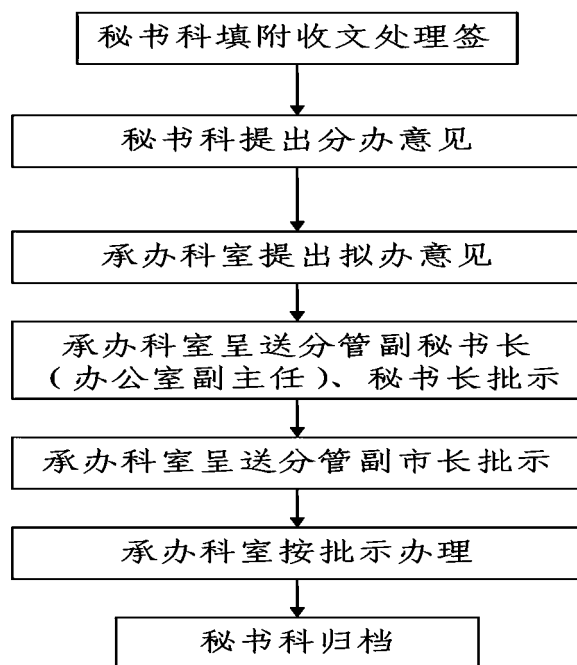 秘书科填附收文处理签
秘书科提出分办意见
承办科室提出拟办意见
承办科室呈送分管副秘书长
（办公室副主任）、秘书长批示
承办科室呈送分管副市长批示
承办科室按批示办理
秘书科归档